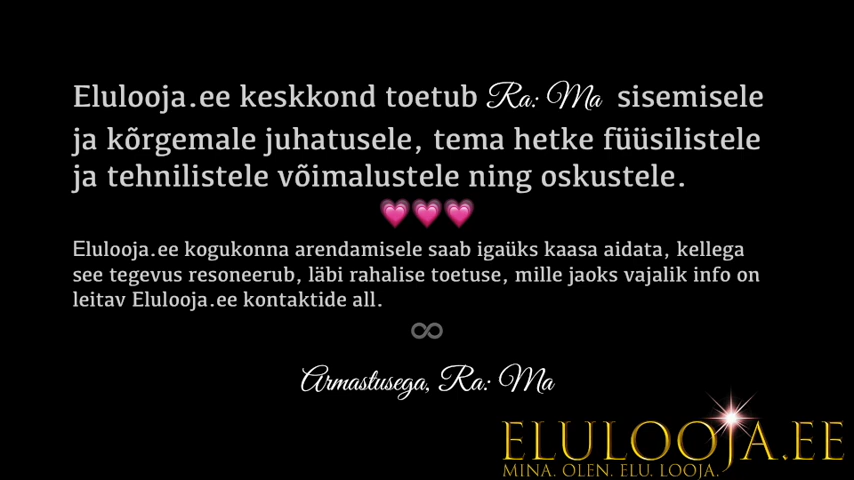 Elulooja.ee keskkond toetub Ra: Ma sisemisele
ja kõrgemale juhatusele, tema hetke füüsilistele
ja tehnilistele võimalustele ning oskustele.
💗💗💗
Elulooja.ee kogukonna arendamisele saab igaüks kaasa aidata, kellega
see tegevus resoneerub, läbi rahalise toetuse, mille jaoks vajalik info on
leitav Elulooja.ee kontaktide all.
∞
Armastusega, Ra: Ma
ELULOOJA.EE
MINA. OLEN. ELU. LOOJA.